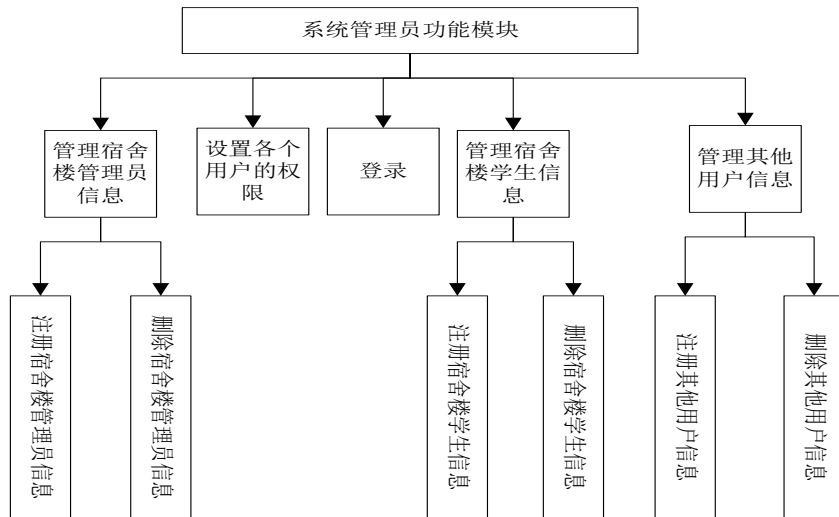 系统管理员功能模块
管理宿舍
楼管理员
信息
设置各个
用户的权
限
登录
管理宿舍
楼学生信
息
管理其他
用户信息
注册宿舍楼管理员信息
删除宿舍楼管理员信息
注册宿舍楼学生信息
删除宿舍楼学生信息
注册其他用户信息
删除其他用户信息